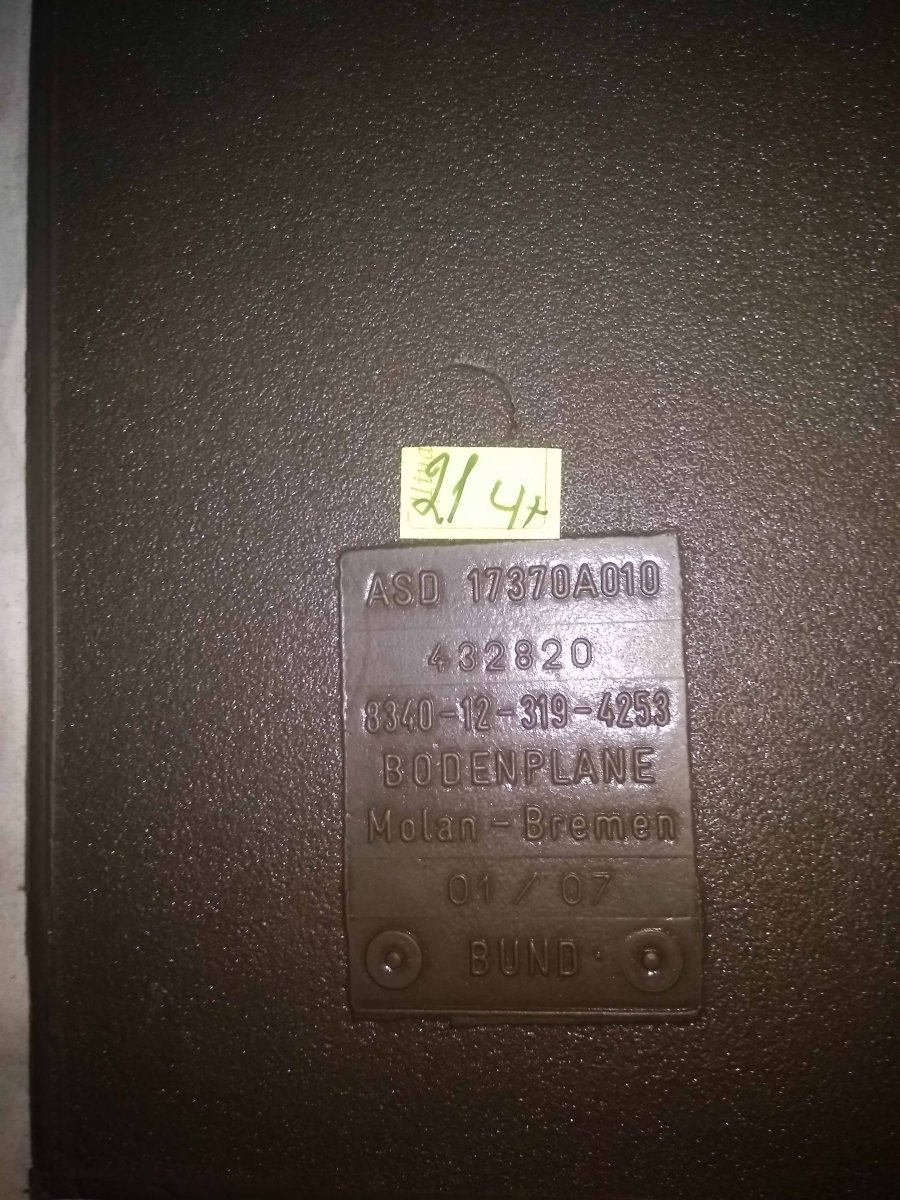 21 4x
ASD 17370A010
432820
8340-12-319-4253
BODENPLANE
Molan - Bremen
01 / 07
BUND